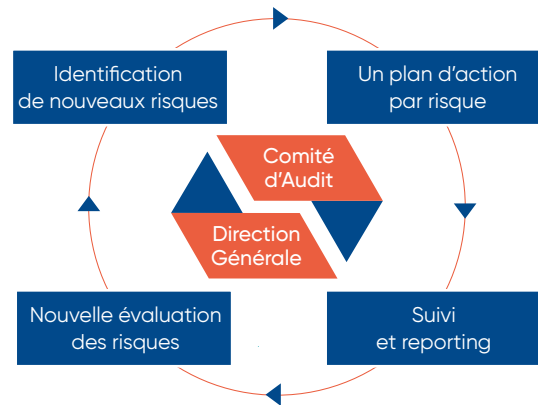 Identification
de nouveaux risques
Un plan d’action
par risque
Comité
d’Audit
Direction
Générale
Nouvelle évaluation
des risques
Suivi
et reporting